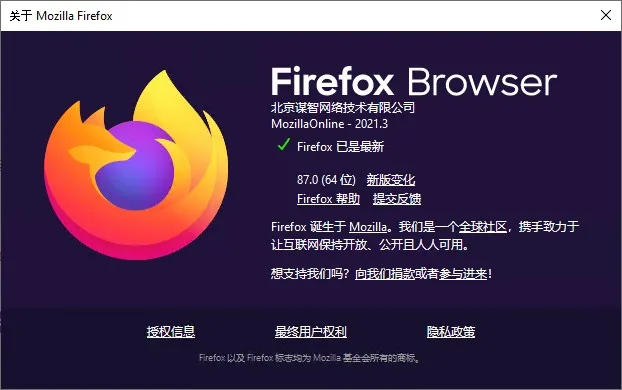 关于 Mozilla Firefox
Firefox Browser
北京谋智网络技术有限公司
MozillaOnline - 2021.3
Firefox 已是最新
87.0 (64 位) 新版变化
Firefox 帮助 提交反馈
Firefox 诞生于 Mozilla。我们是一个全球社区，携手致力于
让互联网保持开放、公开且人人可用。
想支持我们吗？向我们捐款或者参与进来！
授权信息 最终用户权利 隐私政策
Firefox 以及 Firefox 标志均为 Mozilla 基金会所有的商标。